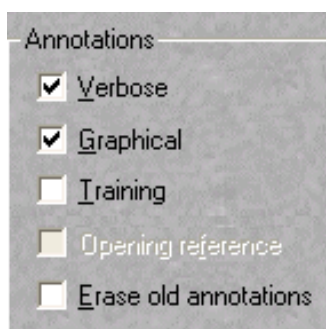 Annotations
Verbose
Graphical
Training
Opening reference
Erase old annotations